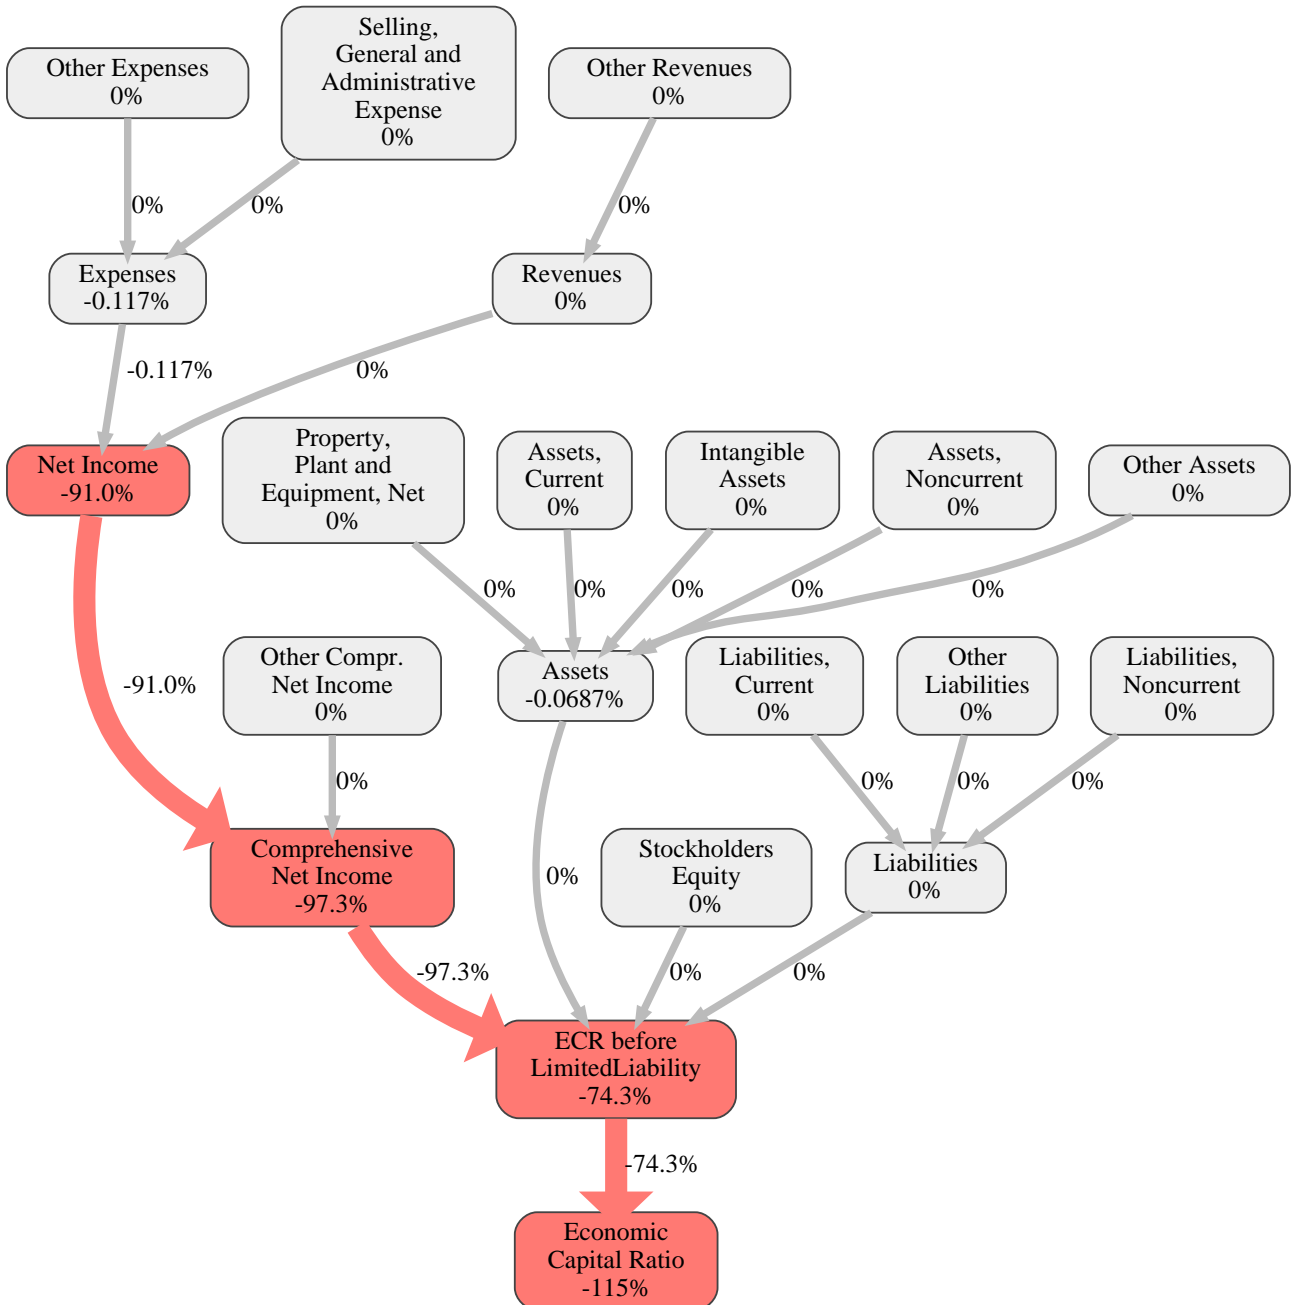 Other Expenses
0%
Selling,
General and
Administrative
Expense
0%
Other Revenues
0%
0%
0%
0%
Expenses
-0.117%
Revenues
0%
-0.117%
0%
Net Income
-91.0%
Property,
Plant and
Equipment, Net
0%
Assets,
Current
0%
Intangible
Assets
0%
Assets,
Noncurrent
0%
Other Assets
0%
0%
0%
0%
0%
0%
-91.0%
Other Compr.
Net Income
0%
Assets
-0.0687%
Liabilities,
Current
0%
Other
Liabilities
0%
Liabilities,
Noncurrent
0%
0%
0%
0%
0%
Comprehensive
Net Income
-97.3%
0%
Stockholders
Equity
0%
Liabilities
0%
-97.3%
0%
0%
ECR before
LimitedLiability
-74.3%
-74.3%
Economic
Capital Ratio
-115%